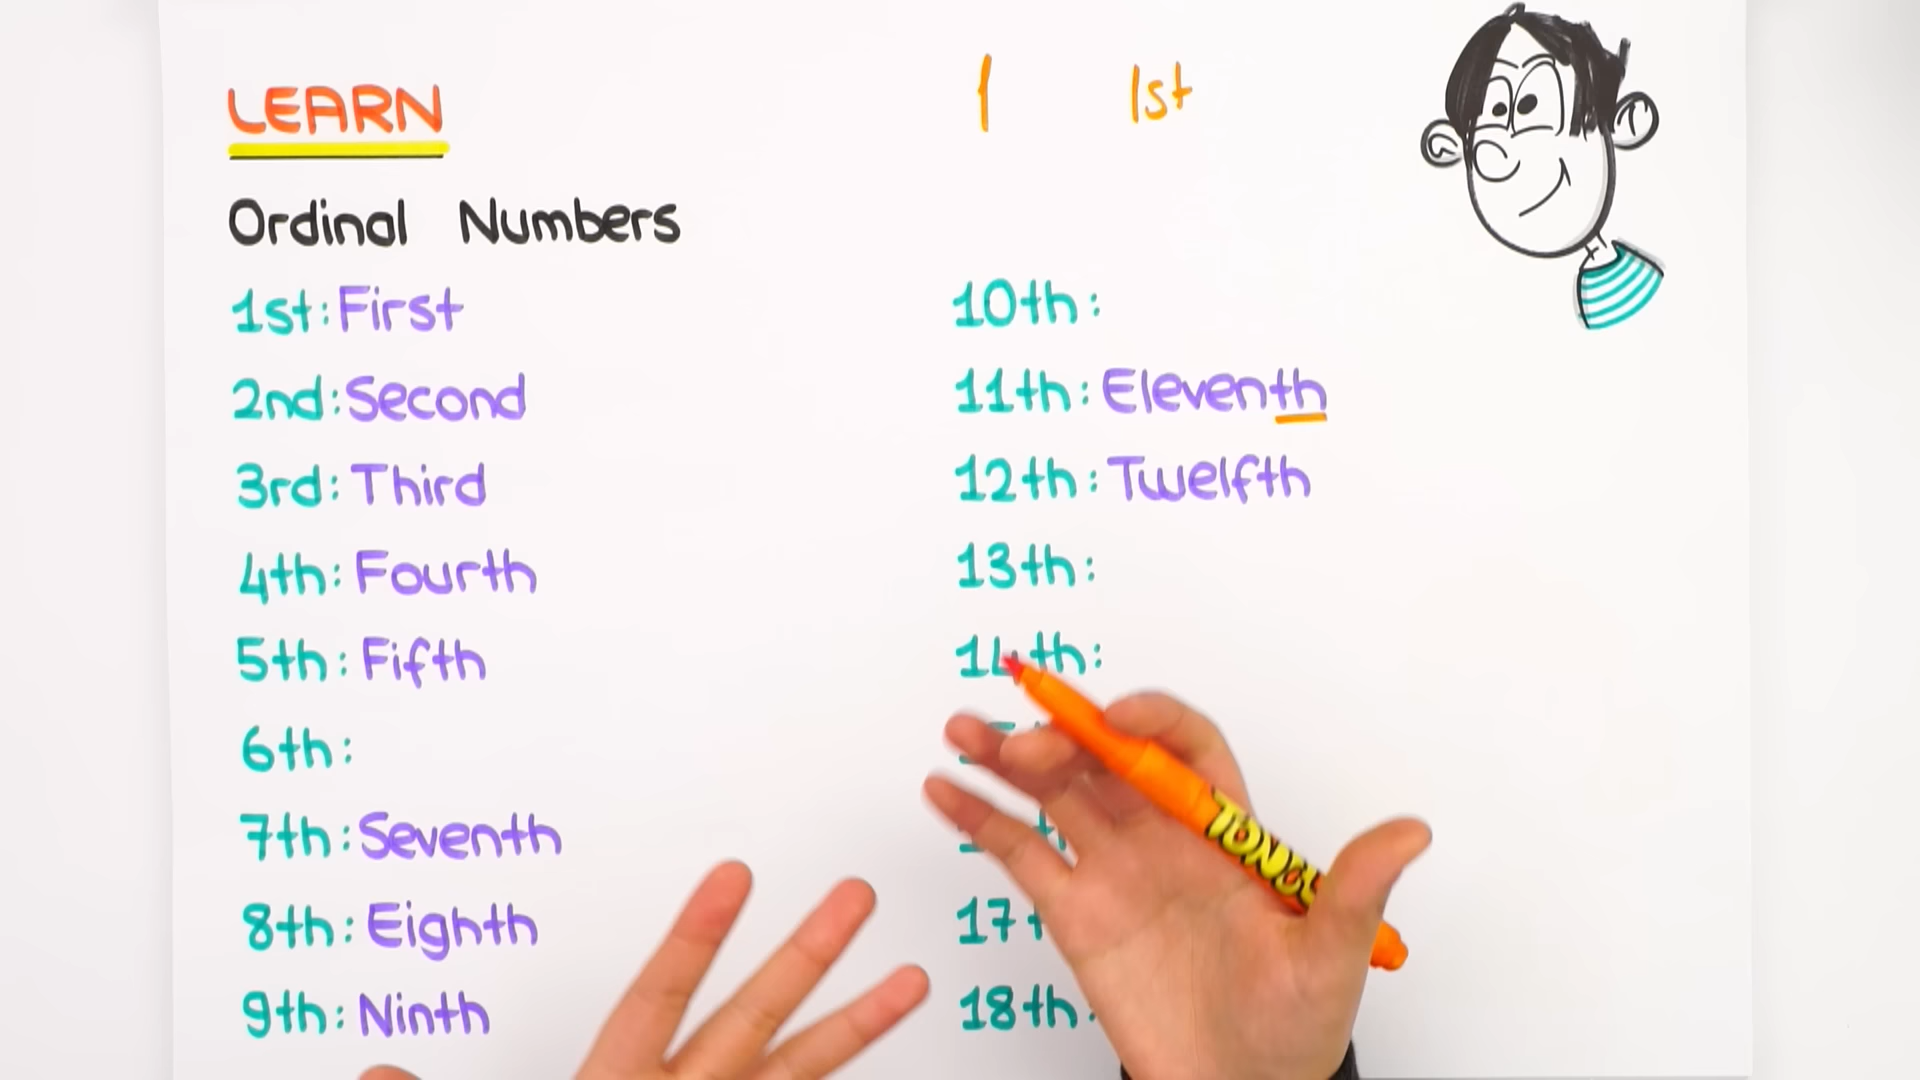 LEARN
1 1st
Ordinal Numbers
1st: First
2nd: Second
3rd: Third
4th: Fourth
5th: Fifth
6th:
7th: Seventh
8th: Eighth
9th: Ninth
10th:
11th: Eleventh
12th: Twelfth
13th:
14th:
17t
18th: